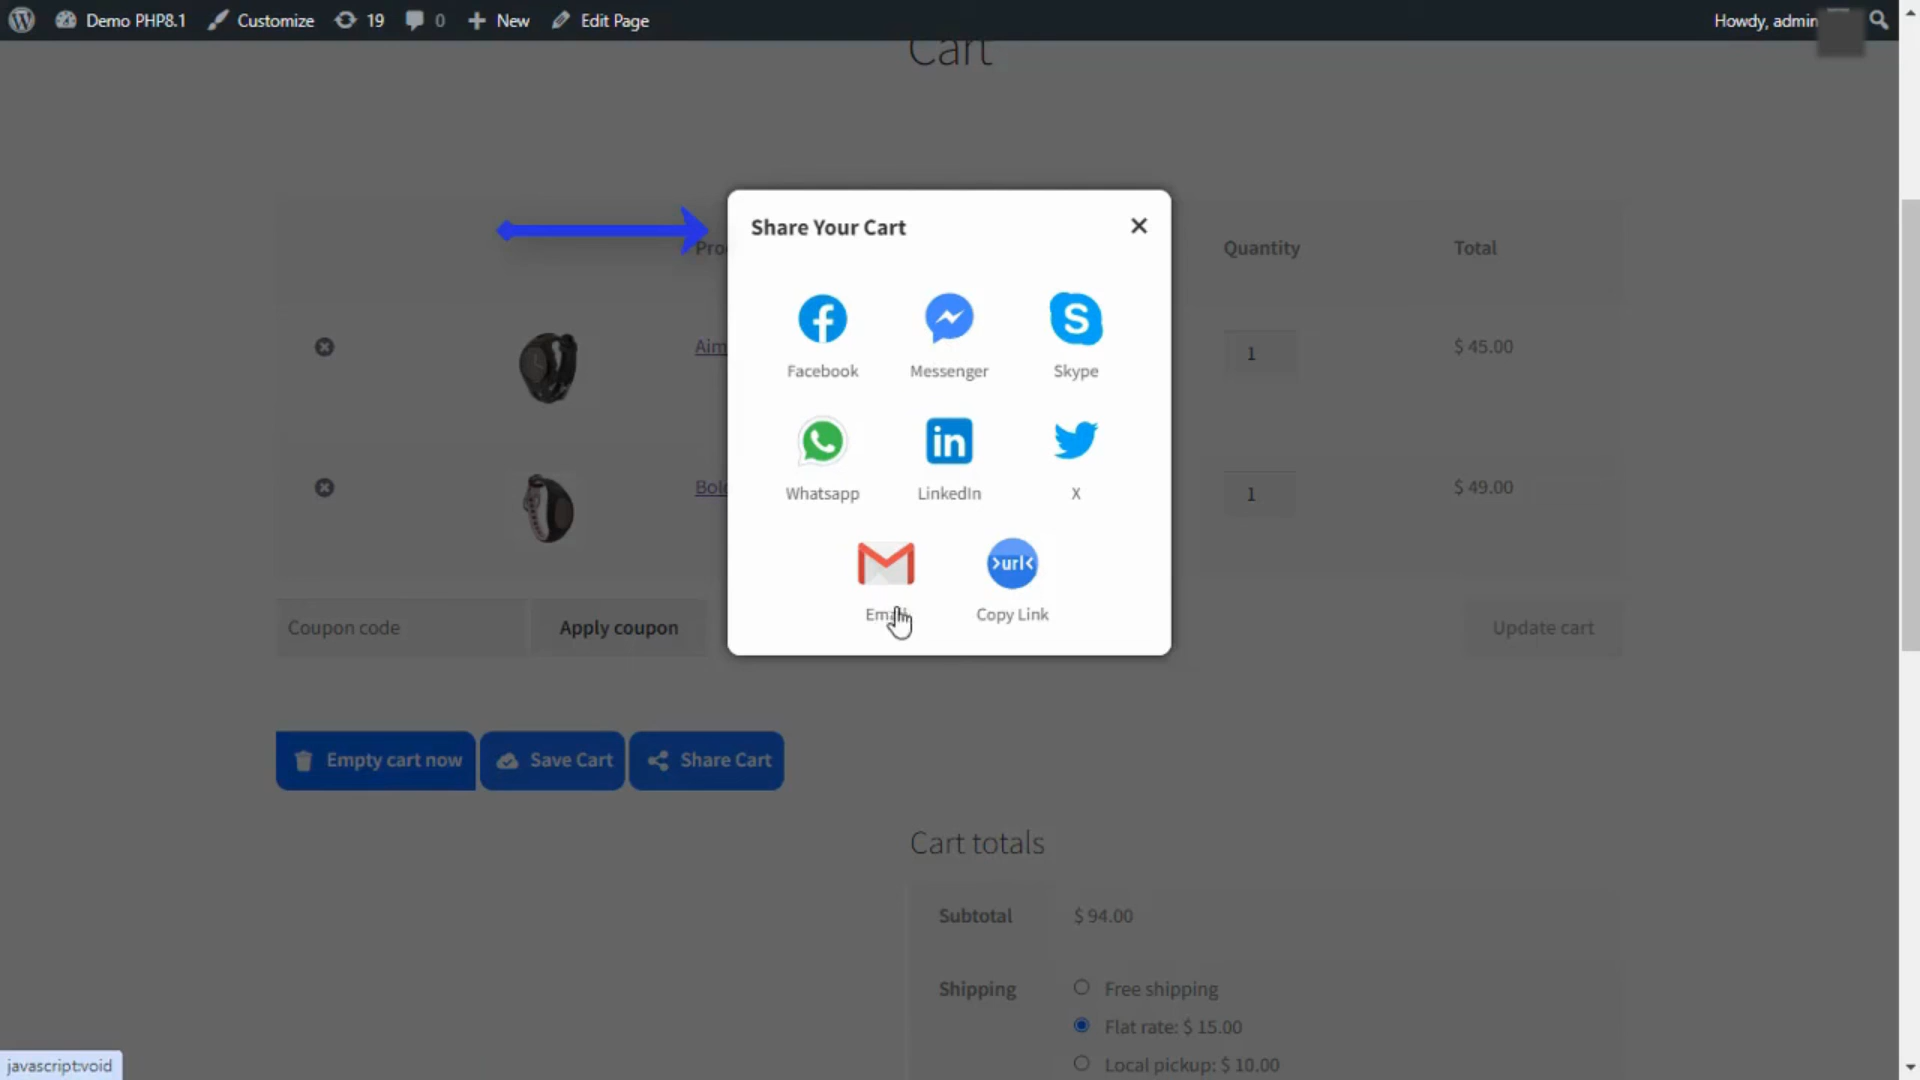 Demo PHP8.1 Customize 19 0 New Edit Page Howdy, admin
Cart
Share Your Cart
Quantity Total
Facebook Messenger Skype
1 $ 45.00
Whatsapp LinkedIn X
1 $ 49.00
>url<
Email Copy Link
Coupon code Apply coupon Update cart
Empty cart now Save Cart Share Cart
Cart totals
Subtotal $ 94.00
Shipping Free shipping
Flat rate: $ 15.00
Local pickup: $ 10.00
javascript:void